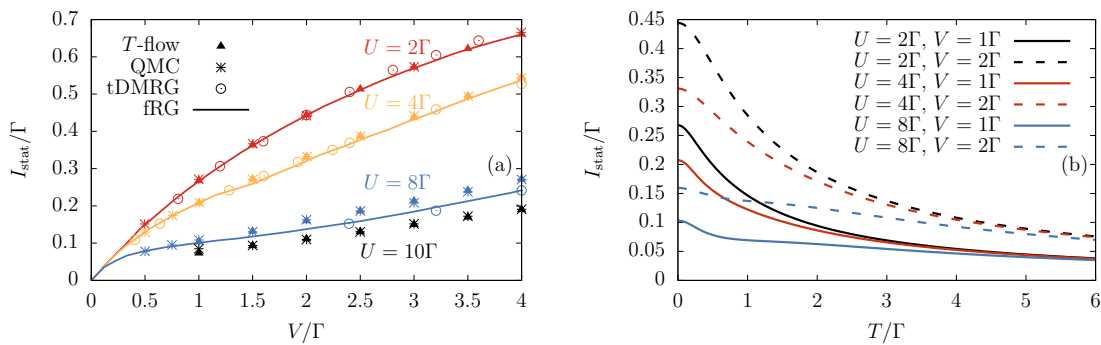 0.7
0.6
0.5
0.4
0.3
0.2
0.1
0
I_stat/Γ
T-flow
QMC
tDMRG
fRG
U = 2Γ
U = 4Γ
U = 8Γ
U = 10Γ
(a)
0 0.5 1 1.5 2 2.5 3 3.5 4
V/Γ
0.45
0.4
0.35
0.3
0.25
0.2
0.15
0.1
0.05
0
I_stat/Γ
U = 2Γ, V = 1Γ
U = 2Γ, V = 2Γ
U = 4Γ, V = 1Γ
U = 4Γ, V = 2Γ
U = 8Γ, V = 1Γ
U = 8Γ, V = 2Γ
(b)
0 1 2 3 4 5 6
T/Γ